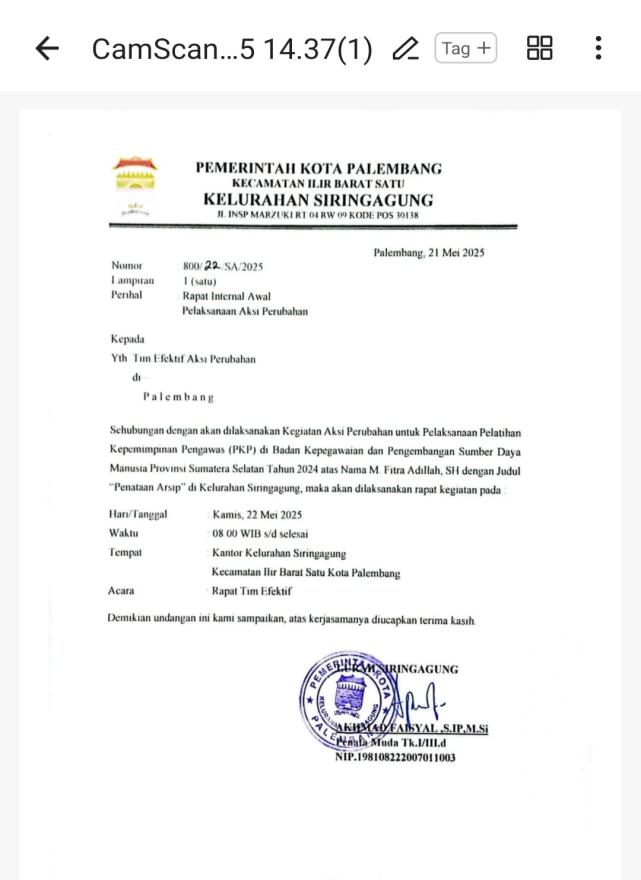 CamScan...5 14.37(1)
Tag +
PEMERINTAH KOTA PALEMBANG
KECAMATAN ILIR BARAT SATU
KELURAHAN SIRINGAGUNG
Jl. INSP MARZUKI RT 04 RW 09 KODE POS 30138
Palembang, 21 Mei 2025
Nomor : 800/22/SA/2025
Lampiran 1 (satu)
Perihal : Rapat Internal Awal
Pelaksanaan Aksi Perubahan
Kepada
Yth Tim Efektif Aksi Perubahan
di
Palembang
Sehubungan dengan akan dilaksanakan Kegiatan Aksi Perubahan untuk Pelaksanaan Pelatihan
Kepemimpinan Pengawas (PKP) di Badan Kepegawaian dan Pengembangan Sumber Daya
Manusia Provinsi Sumatera Selatan Tahun 2024 atas Nama M. Fitra Adillah, SH dengan Judul
"Penataan Arsip" di Kelurahan Siringagung, maka akan dilaksanakan rapat kegiatan pada :
Hari/Tanggal : Kamis, 22 Mei 2025
Waktu : 08 00 WIB s/d selesai
Tempat : Kantor Kelurahan Siringagung
Kecamatan Ilir Barat Satu Kota Palembang
Acara : Rapat Tim Efektif
Demikian undangan ini kami sampaikan, atas kerjasamanya diucapkan terima kasih.
LURAH SIRINGAGUNG
PEMERINTAH KOTA
PALEMBANG
AKHMAD FAISYAL ,S.IP,M.Si
Penata Muda Tk.I/III.d
NIP.198108222007011003